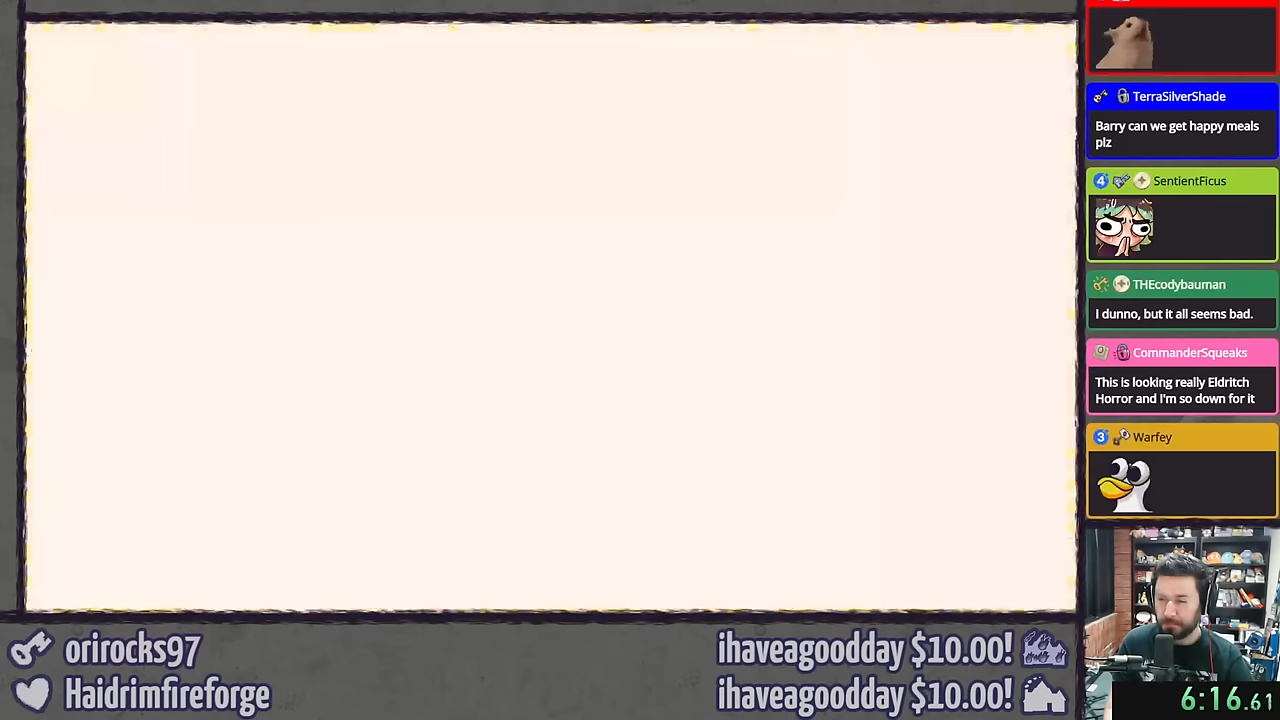 TerraSilverShade
Barry can we get happy meals
plz
4 SentientFicus
THEcodybauman
I dunno, but it all seems bad.
CommanderSqueaks
This is looking really Eldritch
Horror and I'm so down for it
3 Warfey
orirocks97
Haidrimfireforge
ihaveagoodday $10.00!
ihaveagoodday $10.00!
6:16.61